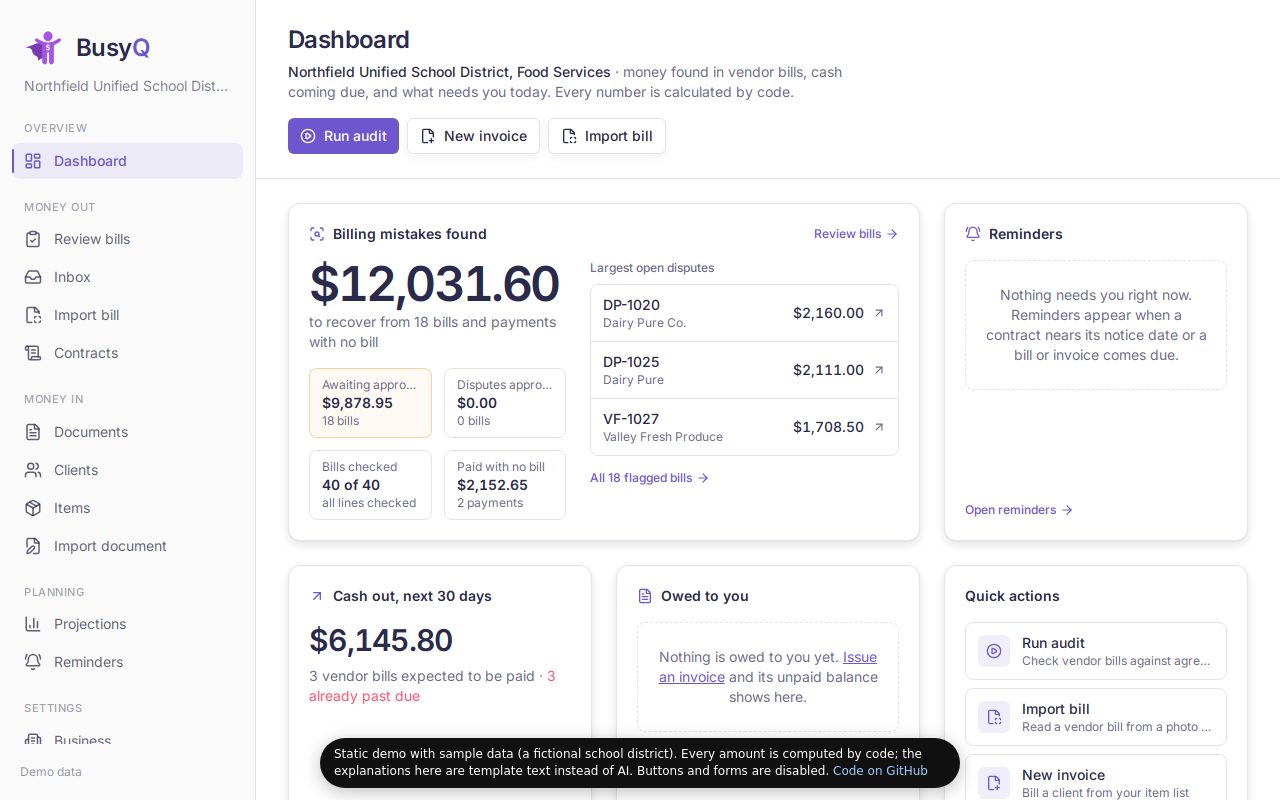 BusyQ
Northfield Unified School Dist...
OVERVIEW
Dashboard
MONEY OUT
Review bills
Inbox
Import bill
Contracts
MONEY IN
Documents
Clients
Items
Import document
PLANNING
Projections
Reminders
SETTINGS
Business
Demo data
Dashboard
Northfield Unified School District, Food Services · money found in vendor bills, cash
coming due, and what needs you today. Every number is calculated by code.
Run audit
New invoice
Import bill
Billing mistakes found
Review bills →
$12,031.60
to recover from 18 bills and payments
with no bill
Awaiting appro...
$9,878.95
18 bills
Disputes appro...
$0.00
0 bills
Bills checked
40 of 40
all lines checked
Paid with no bill
$2,152.65
2 payments
Largest open disputes
DP-1020
Dairy Pure Co.
$2,160.00
DP-1025
Dairy Pure
$2,111.00
VF-1027
Valley Fresh Produce
$1,708.50
All 18 flagged bills →
Reminders
Nothing needs you right now.
Reminders appear when a
contract nears its notice date or a
bill or invoice comes due.
Open reminders →
Cash out, next 30 days
$6,145.80
3 vendor bills expected to be paid · 3
already past due
Owed to you
Nothing is owed to you yet. Issue
an invoice and its unpaid balance
shows here.
Quick actions
Run audit
Check vendor bills against agre...
Import bill
Read a vendor bill from a photo ...
New invoice
Bill a client from your item list
Static demo with sample data (a fictional school district). Every amount is computed by code; the
explanations here are template text instead of AI. Buttons and forms are disabled. Code on GitHub